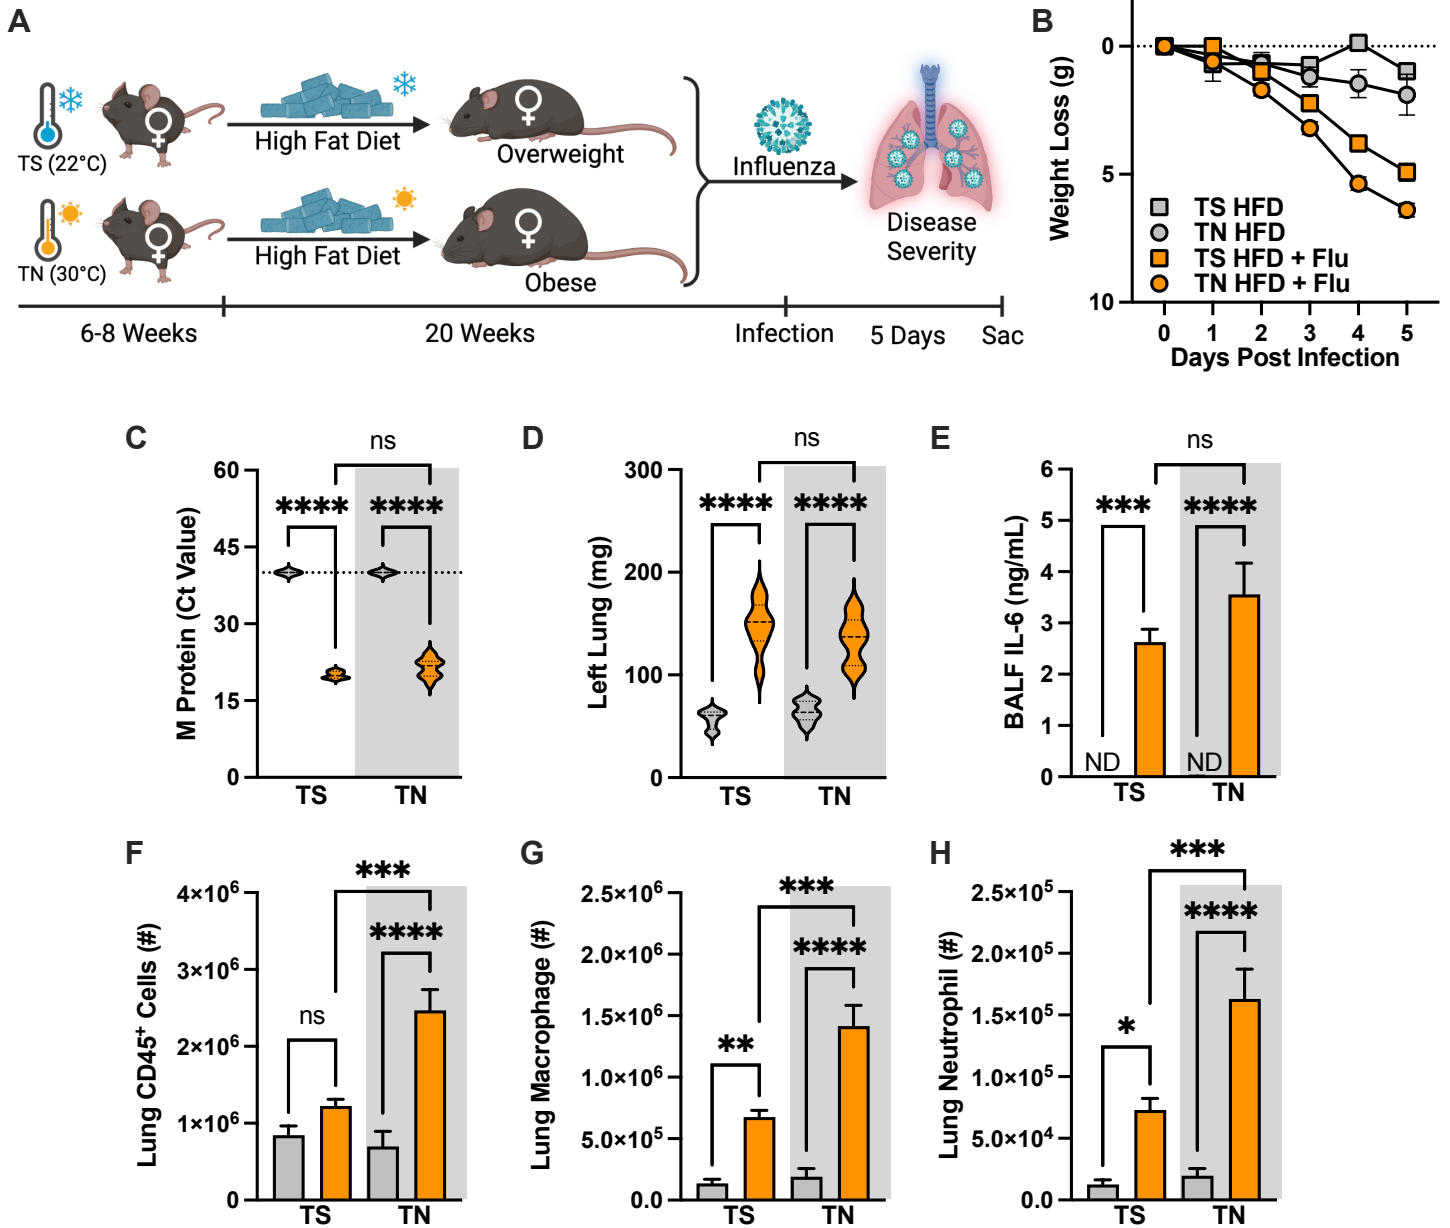 A
TS (22°C)
High Fat Diet
Overweight
TN (30°C)
High Fat Diet
Obese
Influenza
Disease
Severity
6-8 Weeks
20 Weeks
Infection
5 Days
Sac
B
Weight Loss (g)
0
5
10
TS HFD
TN HFD
TS HFD + Flu
TN HFD + Flu
0 1 2 3 4 5
Days Post Infection
C
ns
**** ****
M Protein (Ct Value)
60
45
30
15
0
TS TN
D
ns
**** ****
Left Lung (mg)
300
200
100
0
TS TN
E
ns
*** ****
BALF IL-6 (ng/mL)
6
5
4
3
2
1
0
ND ND
TS TN
F
***
****
ns
Lung CD45⁺ Cells (#)
4×10⁶
3×10⁶
2×10⁶
1×10⁶
0
TS TN
G
***
****
**
Lung Macrophage (#)
2.5×10⁶
2.0×10⁶
1.5×10⁶
1.0×10⁶
5.0×10⁵
0.0
TS TN
H
***
****
*
Lung Neutrophil (#)
2.5×10⁵
2.0×10⁵
1.5×10⁵
1.0×10⁵
5.0×10⁴
0.0
TS TN